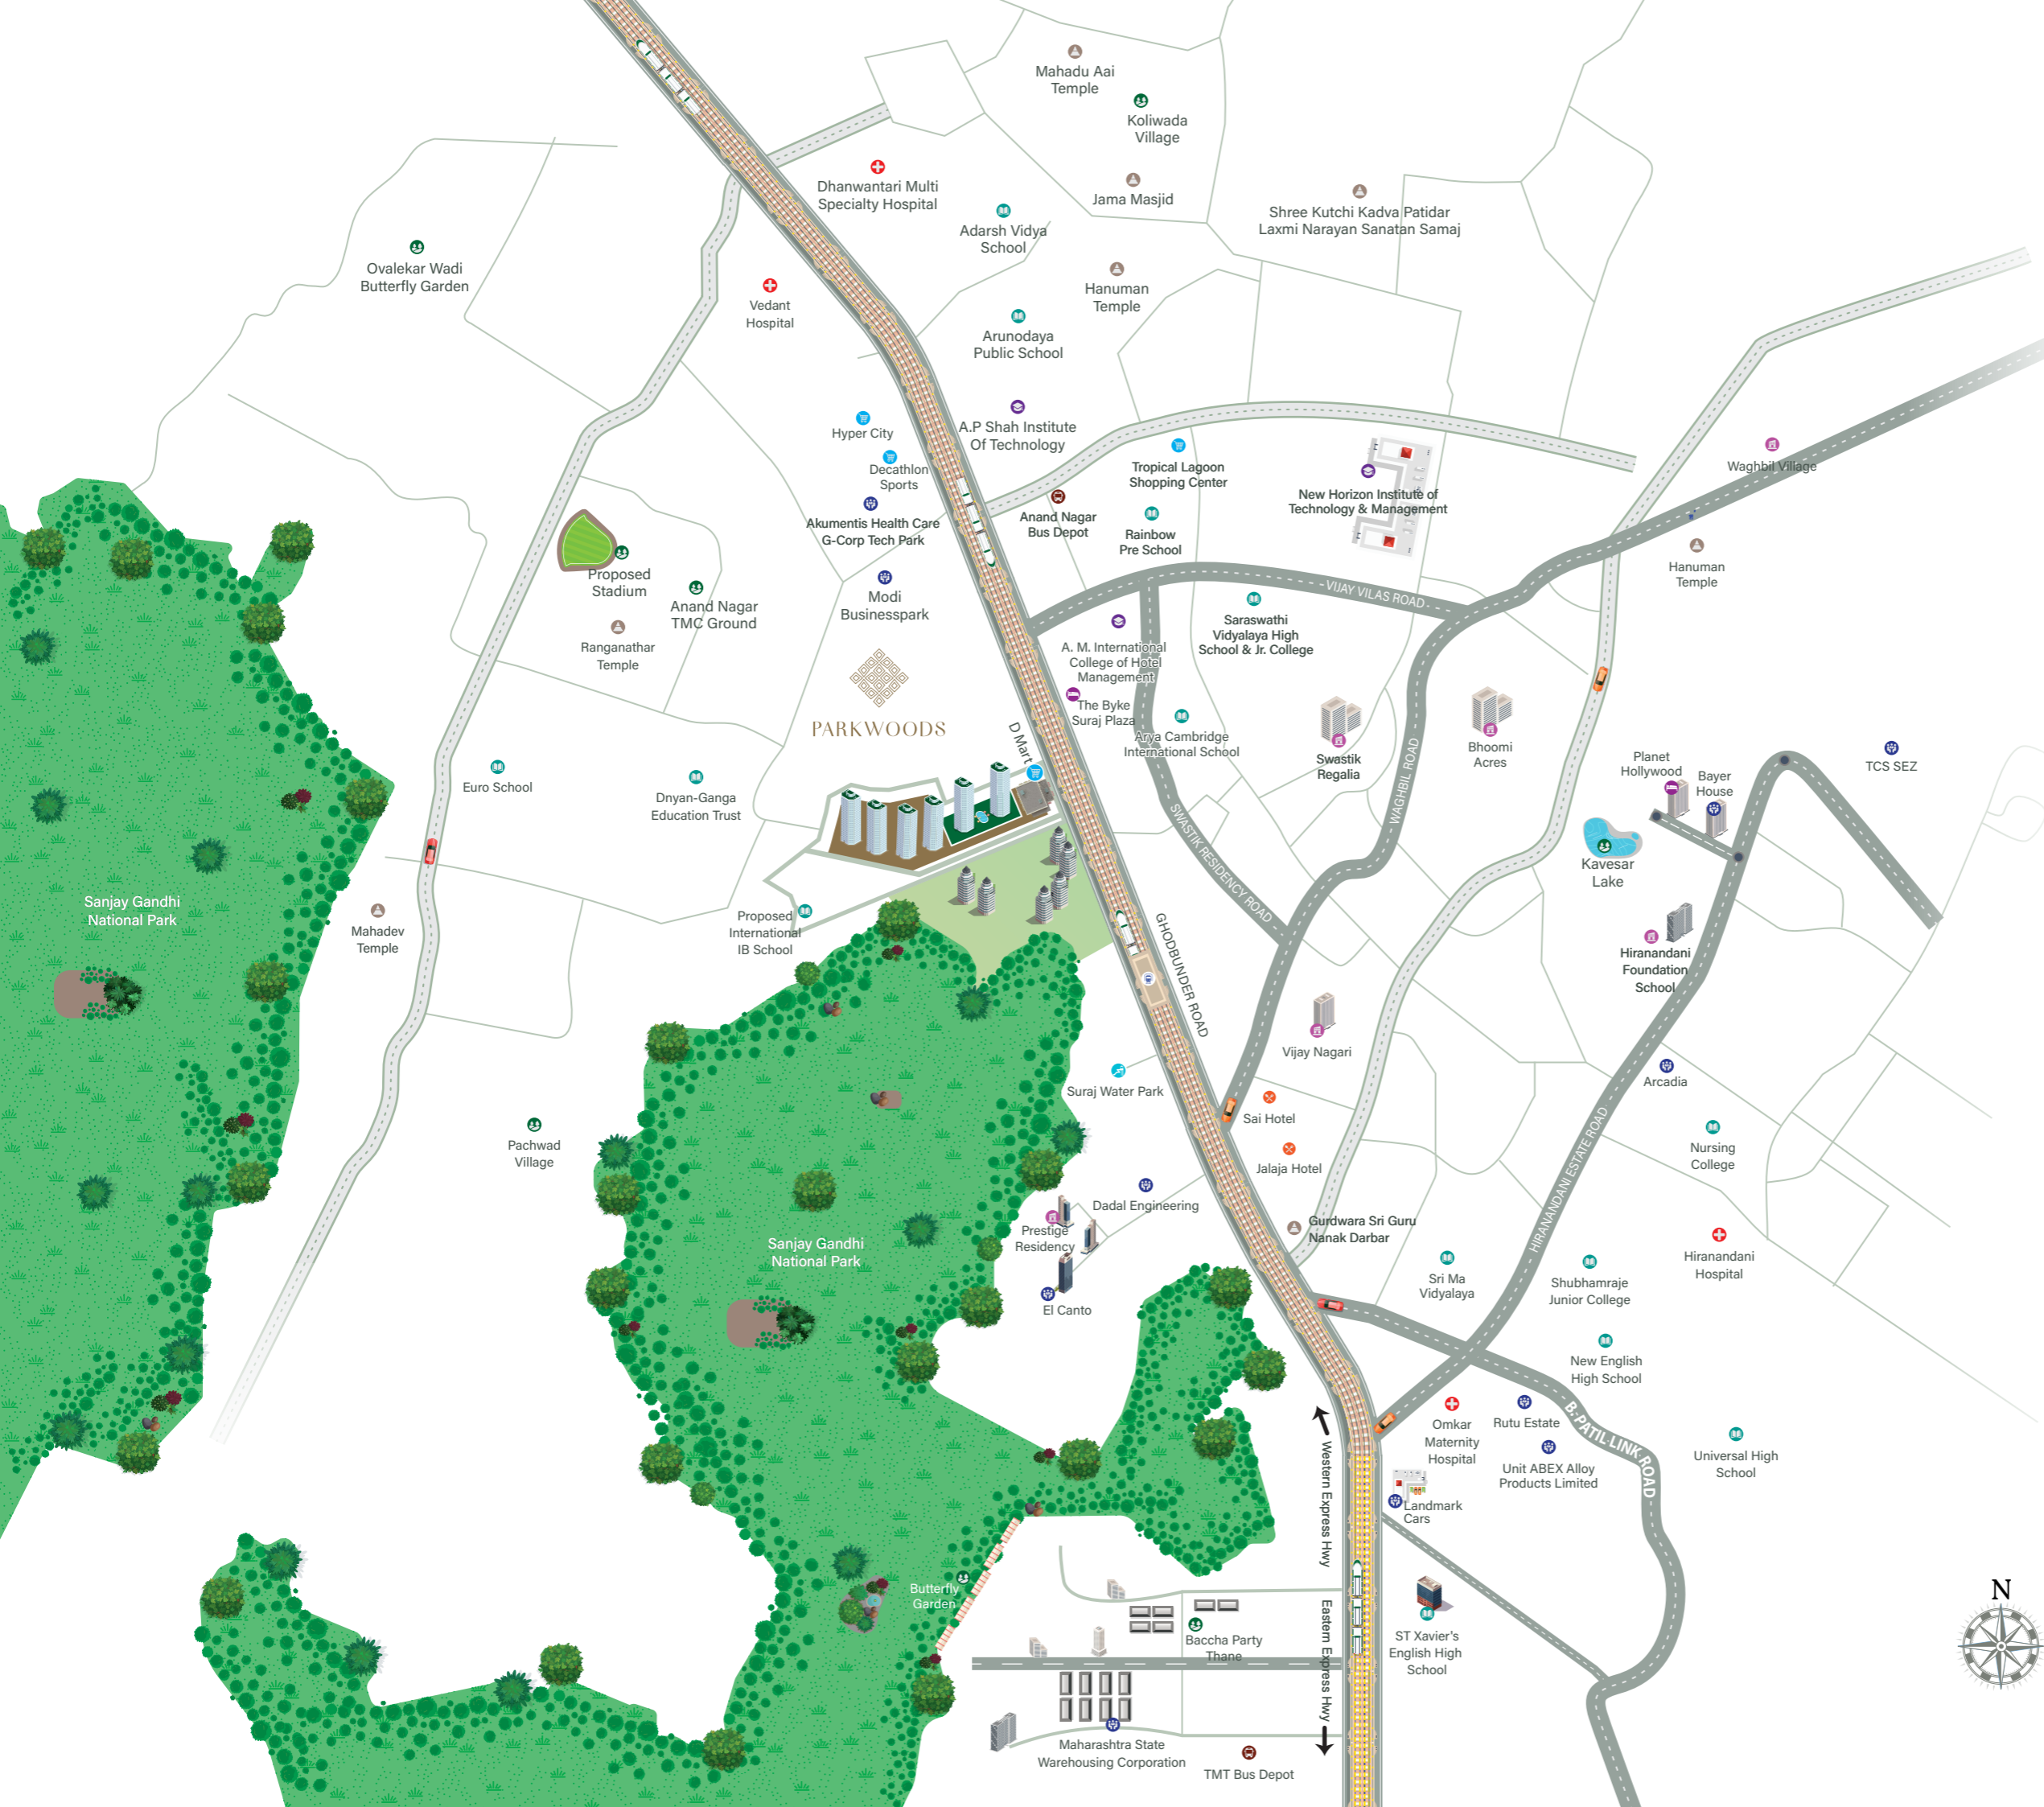 Mahadu Aai
Temple
Koliwada
Village
Dhanwantari Multi
Specialty Hospital
Jama Masjid
Adarsh Vidya
School
Shree Kutchi Kadva Patidar
Laxmi Narayan Sanatan Samaj
Ovalekar Wadi
Butterfly Garden
Vedant
Hospital
Hanuman
Temple
Arunodaya
Public School
Hyper City
A.P Shah Institute
Of Technology
Decathlon
Sports
Tropical Lagoon
Shopping Center
Waghbil Village
New Horizon Institute of
Technology & Management
Akumentis Health Care
G-Corp Tech Park
Anand Nagar
Bus Depot
Rainbow
Pre School
Hanuman
Temple
Proposed
Stadium
Anand Nagar
TMC Ground
Modi
Businesspark
VIJAY VILAS ROAD
Ranganathar
Temple
A. M. International
College of Hotel
Management
Saraswathi
Vidyalaya High
School & Jr. College
PARKWOODS
D Mart
The Byke
Suraj Plaza
Arya Cambridge
International School
Swastik
Regalia
WAGHBIL ROAD
Bhoomi
Acres
Planet
Hollywood
Bayer
House
TCS SEZ
Euro School
Dnyan-Ganga
Education Trust
SWASTIK RESIDENCY ROAD
Kavesar
Lake
Sanjay Gandhi
National Park
Mahadev
Temple
Proposed
International
IB School
GHODBUNDER ROAD
Hiranandani
Foundation
School
Vijay Nagari
Suraj Water Park
Arcadia
Sai Hotel
Pachwad
Village
Jalaja Hotel
HIRANANDANI ESTATE ROAD
Nursing
College
Dadal Engineering
Prestige
Residency
Gurdwara Sri Guru
Nanak Darbar
Sanjay Gandhi
National Park
Hiranandani
Hospital
Sri Ma
Vidyalaya
Shubhamraje
Junior College
El Canto
New English
High School
Omkar
Maternity
Hospital
Rutu Estate
B. PATIL LINK ROAD
Western Express Hwy
Unit ABEX Alloy
Products Limited
Universal High
School
Landmark
Cars
Butterfly
Garden
N
Eastern Express Hwy
Baccha Party
Thane
ST Xavier's
English High
School
Maharashtra State
Warehousing Corporation
TMT Bus Depot